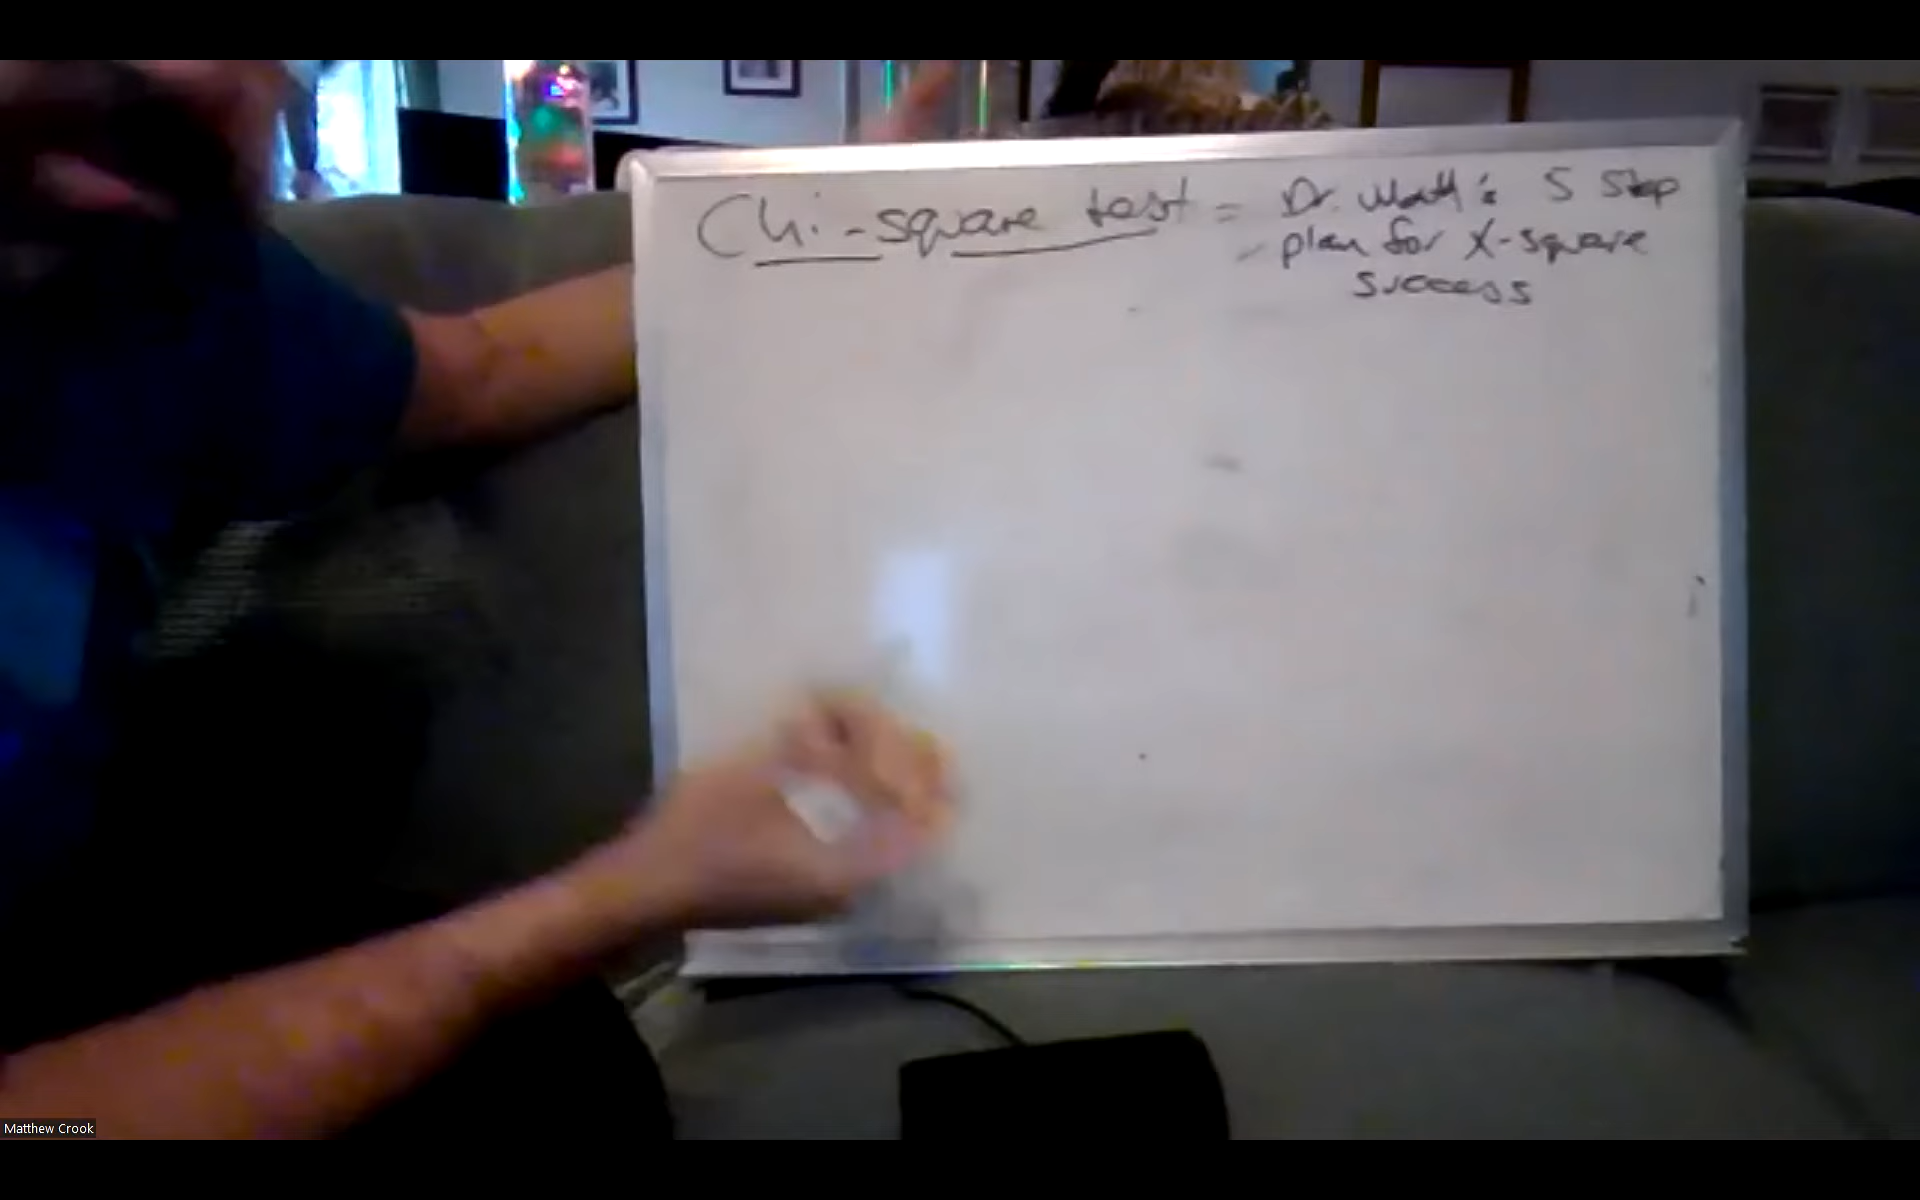 Chi-square test = Dr. Matt's 5 Step
plan for X-square
success
Matthew Crook